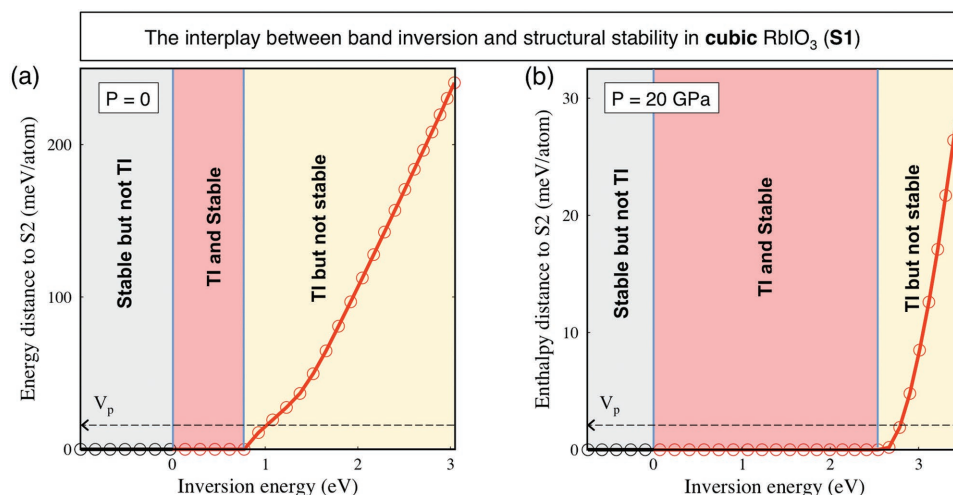 The interplay between band inversion and structural stability in cubic RbIO₃ (S1)
(a)
P = 0
Energy distance to S2 (meV/atom)
200
100
0
Stable but not TI
TI and Stable
TI but not stable
Vₚ
0
1
2
3
Inversion energy (eV)
(b)
P = 20 GPa
Enthalpy distance to S2 (meV/atom)
30
20
10
0
Stable but not TI
TI and Stable
TI but not stable
Vₚ
0
1
2
3
Inversion energy (eV)